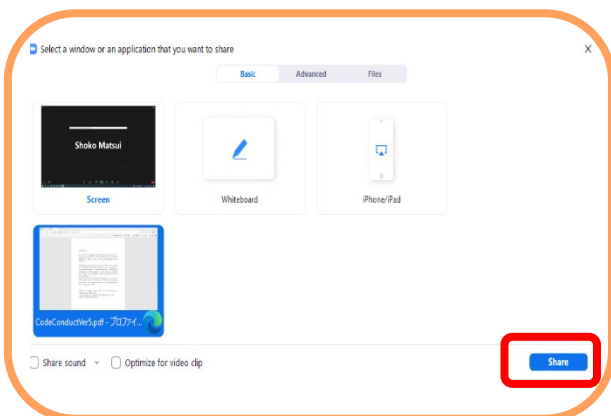 Select a window or an application that you want to share
X
Basic Advanced Files
Shoko Matsui
Screen Whiteboard iPhone/iPad
CodeConductVer5.pdf - プロファイ...
Share sound Optimize for video clip Share